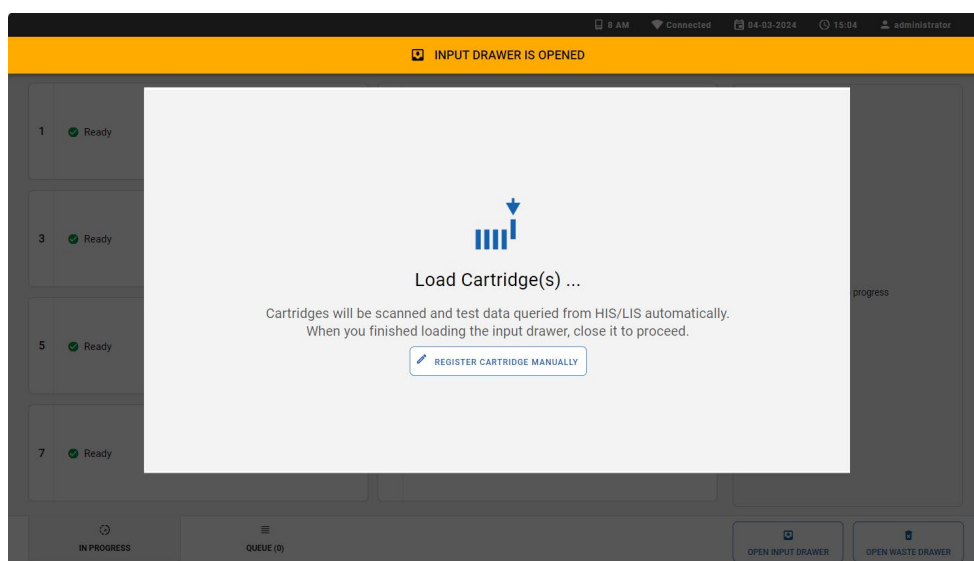 8 AM Connected 04-03-2024 15:04 administrator
INPUT DRAWER IS OPENED
1 Ready
3 Ready
5 Ready
7 Ready
Load Cartridge(s) ...
Cartridges will be scanned and test data queried from HIS/LIS automatically.
When you finished loading the input drawer, close it to proceed.
REGISTER CARTRIDGE MANUALLY
progress
IN PROGRESS
QUEUE (0)
OPEN INPUT DRAWER
OPEN WASTE DRAWER